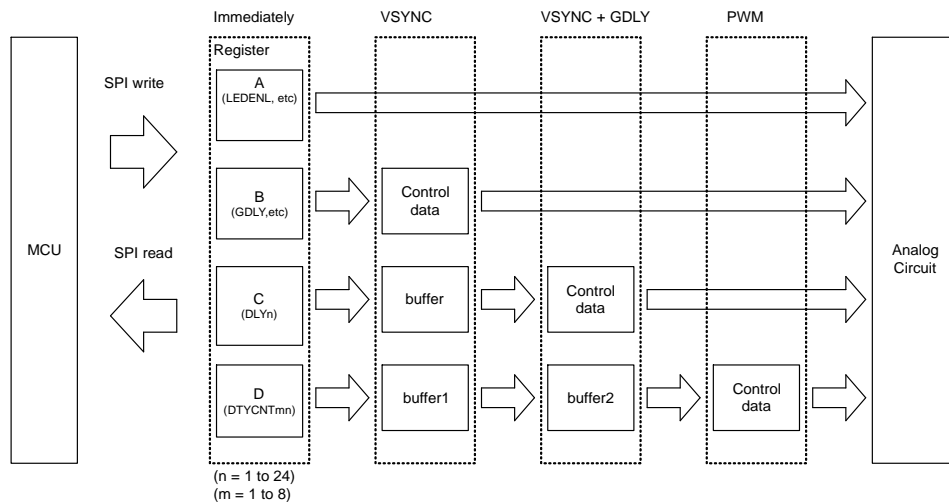 Immediately
VSYNC
VSYNC + GDLY
PWM
Register
MCU
SPI write
SPI read
A
(LEDENL, etc)
B
(GDLY,etc)
Control
data
C
(DLYn)
buffer
Control
data
D
(DTYCNTmn)
buffer1
buffer2
Control
data
Analog
Circuit
(n = 1 to 24)
(m = 1 to 8)